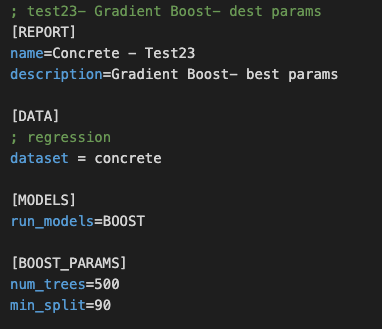 ; test23- Gradient Boost- dest params
[REPORT]
name=Concrete - Test23
description=Gradient Boost- best params
[DATA]
; regression
dataset = concrete
[MODELS]
run_models=BOOST
[BOOST_PARAMS]
num_trees=500
min_split=90